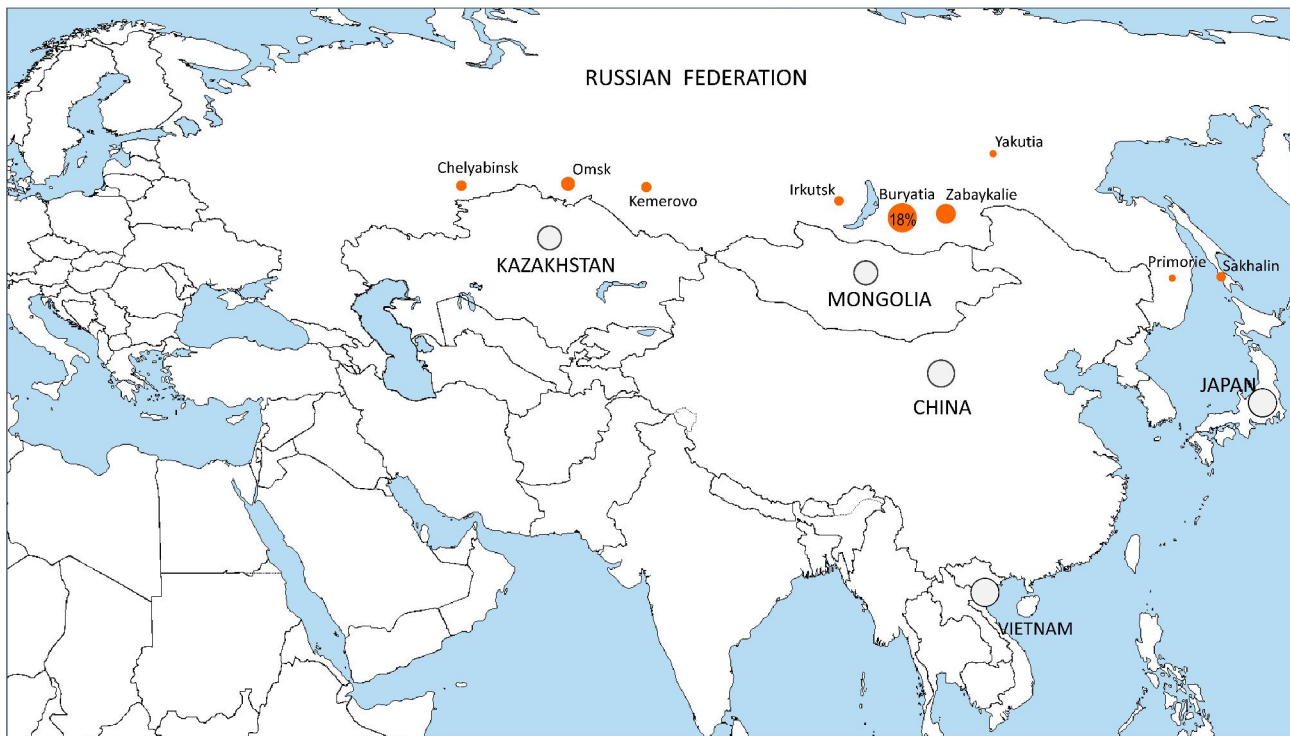 RUSSIAN FEDERATION
Yakutia
Chelyabinsk
Omsk
Kemerovo
Irkutsk
Buryatia
Zabaykalie
18%
KAZAKHSTAN
MONGOLIA
Primorie
Sakhalin
CHINA
JAPAN
VIETNAM